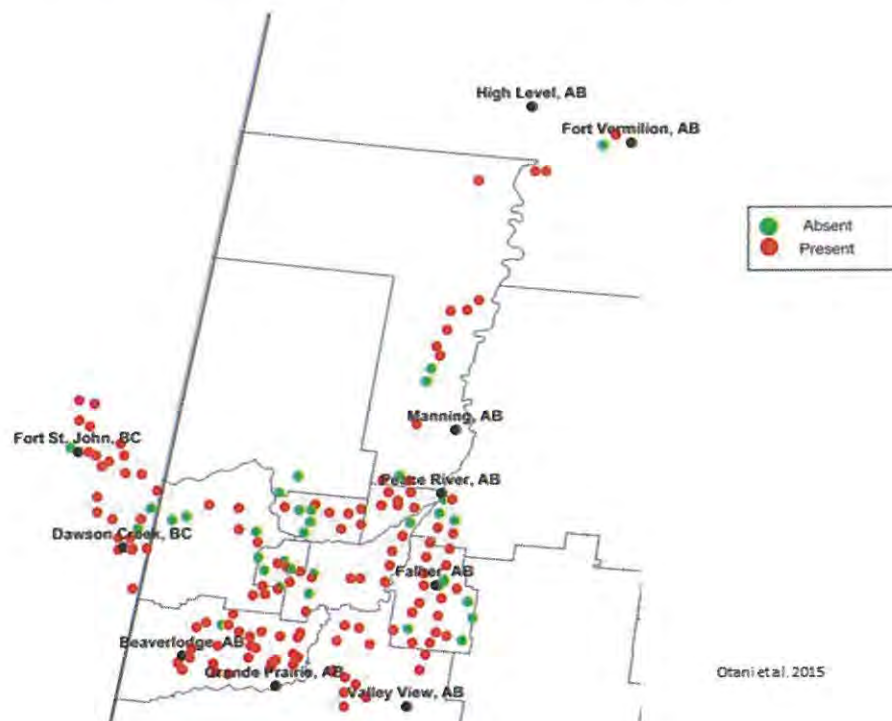 High Level, AB
Fort Vermilion, AB
Absent
Present
Manning, AB
Fort St. John, BC
Peace River, AB
Dawson Creek, BC
Falher, AB
Beaverlodge, AB
Grande Prairie, AB
Valley View, AB
Otani et al. 2015